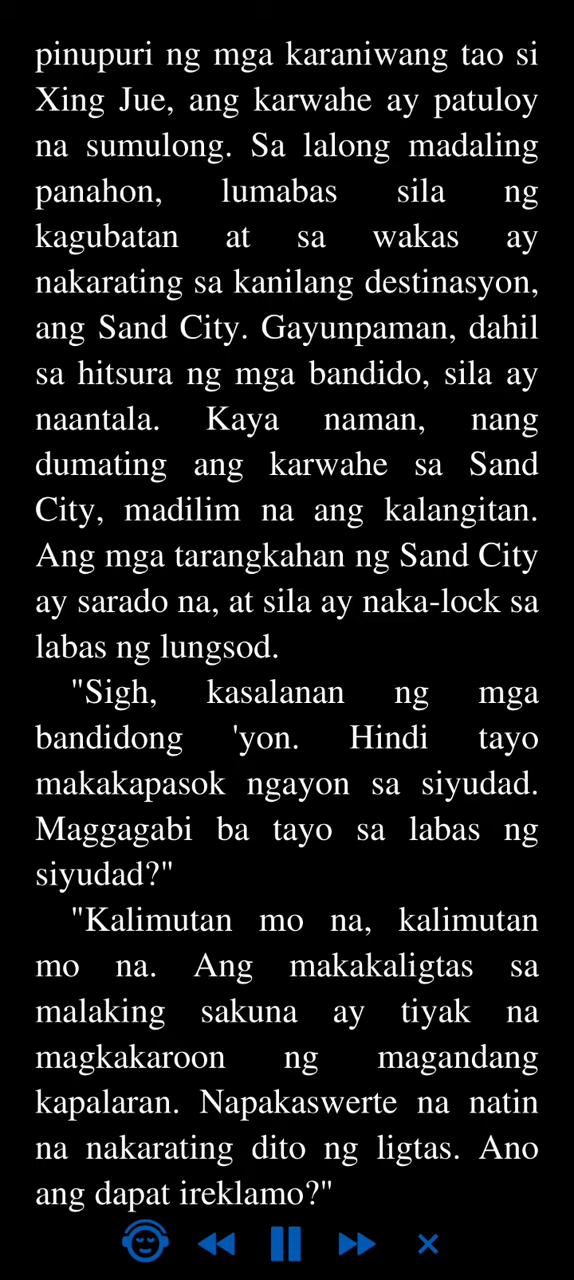 pinupuri ng mga karaniwang tao si
Xing Jue, ang karwahe ay patuloy
na sumulong. Sa lalong madaling
panahon, lumabas sila ng
kagubatan at sa wakas ay
nakarating sa kanilang destinasyon,
ang Sand City. Gayunpaman, dahil
sa hitsura ng mga bandido, sila ay
naantala. Kaya naman, nang
dumating ang karwahe sa Sand
City, madilim na ang kalangitan.
Ang mga tarangkahan ng Sand City
ay sarado na, at sila ay naka-lock sa
labas ng lungsod.
"Sigh, kasalanan ng mga
bandidong 'yon. Hindi tayo
makakapasok ngayon sa siyudad.
Maggagabi ba tayo sa labas ng
siyudad?"
"Kalimutan mo na, kalimutan
mo na. Ang makakaligtas sa
malaking sakuna ay tiyak na
magkakaroon ng magandang
kapalaran. Napakaswerte na natin
na nakarating dito ng ligtas. Ano
ang dapat ireklamo?"